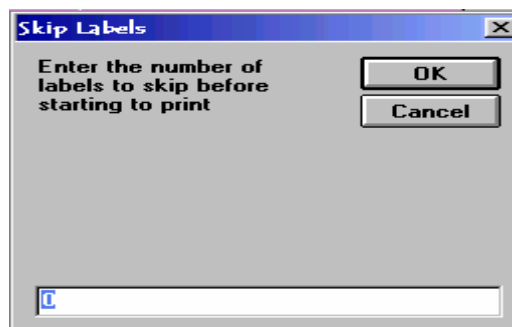 Skip Labels
Enter the number of
labels to skip before
starting to print
OK
Cancel
0